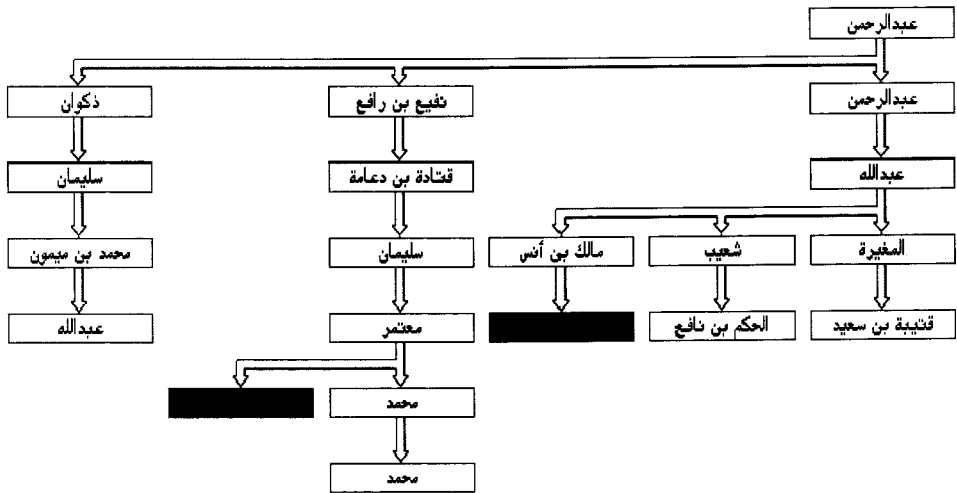 عبدالرحمن
عبدالرحمن
نفيع بن رافع
ذكوان
عبدالله
قتادة بن دعامة
سليمان
المغيرة
شعيب
مالك بن أنس
سليمان
محمد بن ميمون
قتيبة بن سعيد
الحكم بن نافع
معتمر
عبدالله
محمد
محمد